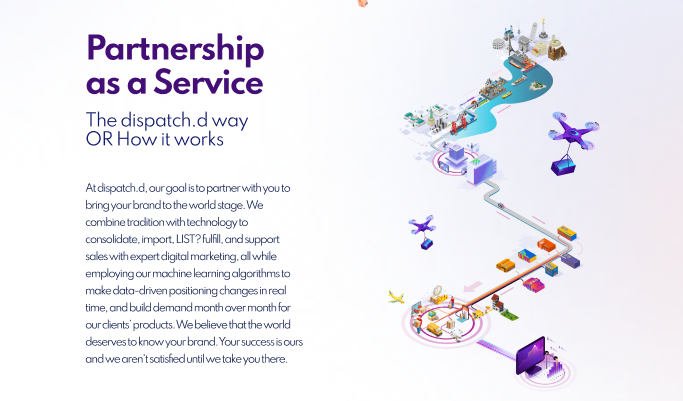 Partnership
as a Service
The dispatch.d way
OR How it works
At dispatch.d, our goal is to partner with you to
bring your brand to the world stage. We
combine tradition with technology to
consolidate, import, LIST? fulfill, and support
sales with expert digital marketing, all while
employing our machine learning algorithms to
make data-driven positioning changes in real
time, and build demand month over month for
our clients' products. We believe that the world
deserves to know your brand. Your success is ours
and we aren't satisfied until we take you there.